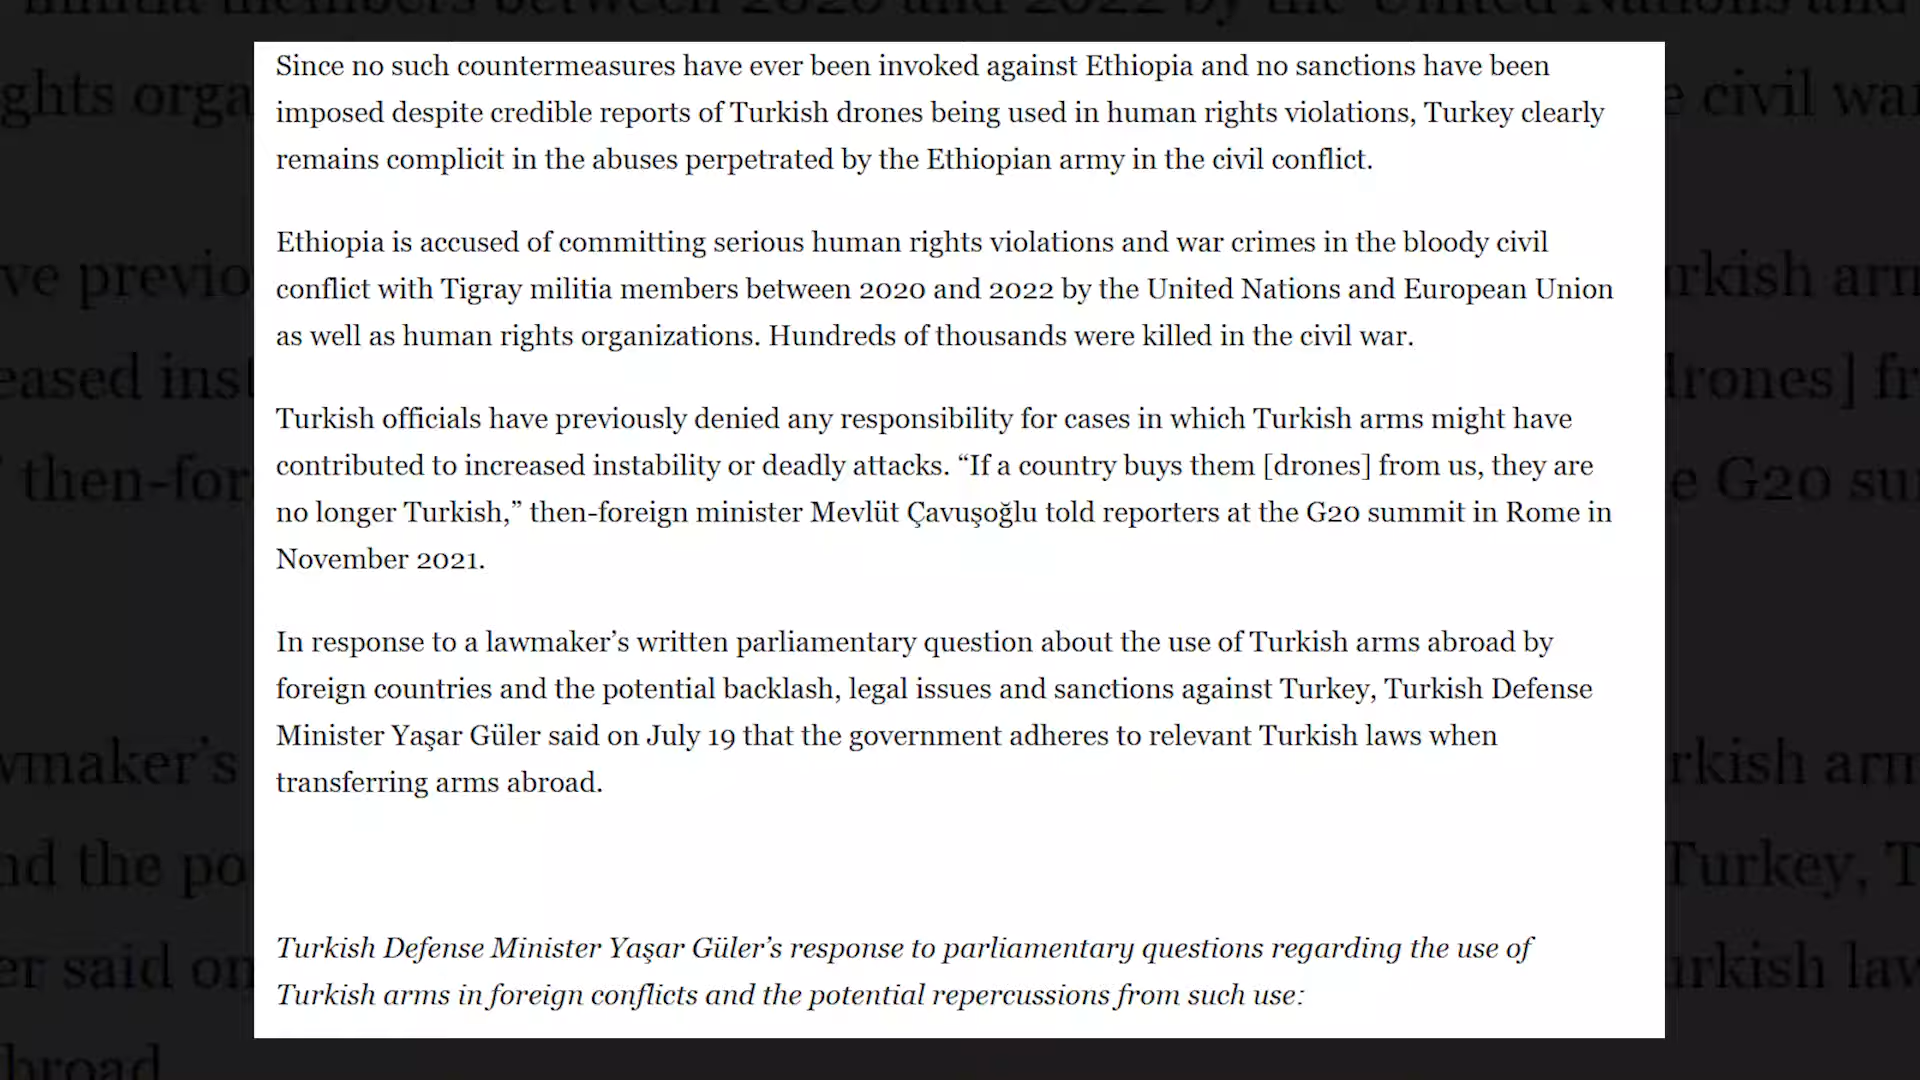 Since no such countermeasures have ever been invoked against Ethiopia and no sanctions have been
imposed despite credible reports of Turkish drones being used in human rights violations, Turkey clearly
remains complicit in the abuses perpetrated by the Ethiopian army in the civil conflict.
Ethiopia is accused of committing serious human rights violations and war crimes in the bloody civil
conflict with Tigray militia members between 2020 and 2022 by the United Nations and European Union
as well as human rights organizations. Hundreds of thousands were killed in the civil war.
Turkish officials have previously denied any responsibility for cases in which Turkish arms might have
contributed to increased instability or deadly attacks. “If a country buys them [drones] from us, they are
no longer Turkish,” then-foreign minister Mevlüt Çavuşoğlu told reporters at the G20 summit in Rome in
November 2021.
In response to a lawmaker’s written parliamentary question about the use of Turkish arms abroad by
foreign countries and the potential backlash, legal issues and sanctions against Turkey, Turkish Defense
Minister Yaşar Güler said on July 19 that the government adheres to relevant Turkish laws when
transferring arms abroad.
Turkish Defense Minister Yaşar Güler’s response to parliamentary questions regarding the use of
Turkish arms in foreign conflicts and the potential repercussions from such use: